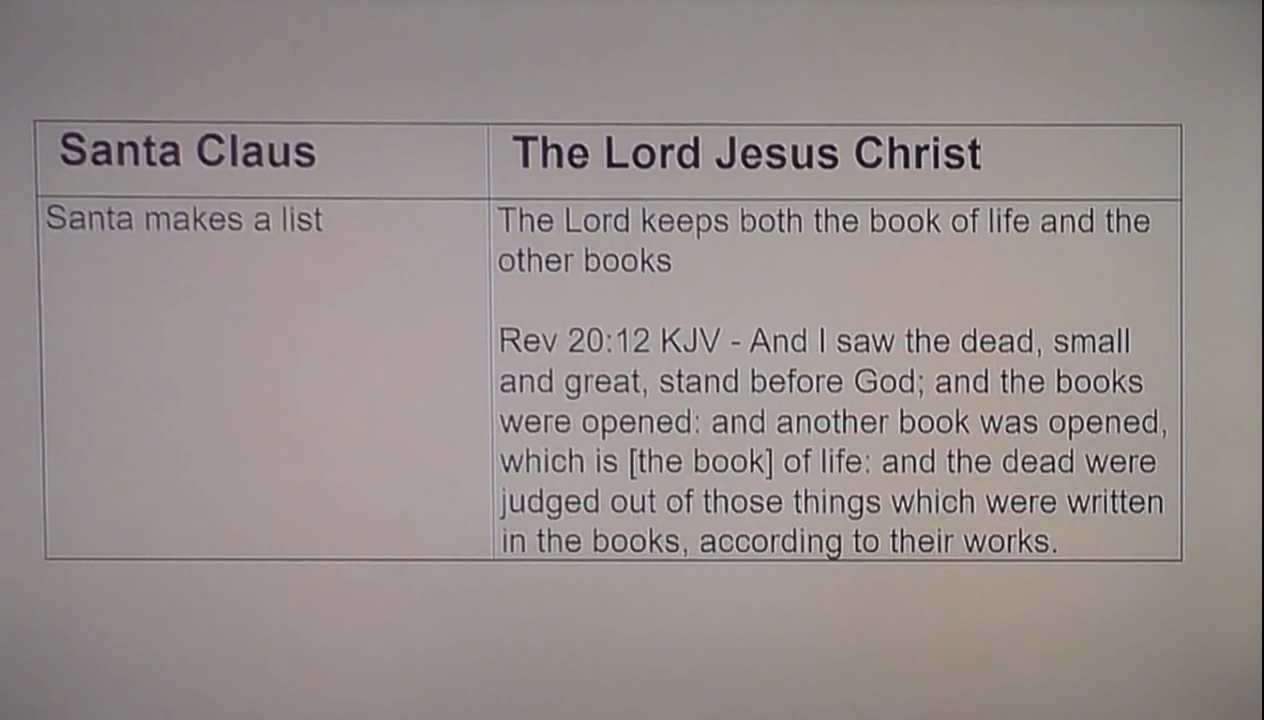 Santa Claus
The Lord Jesus Christ
Santa makes a list
The Lord keeps both the book of life and the
other books
Rev 20:12 KJV - And I saw the dead, small
and great, stand before God; and the books
were opened: and another book was opened,
which is [the book] of life: and the dead were
judged out of those things which were written
in the books, according to their works.